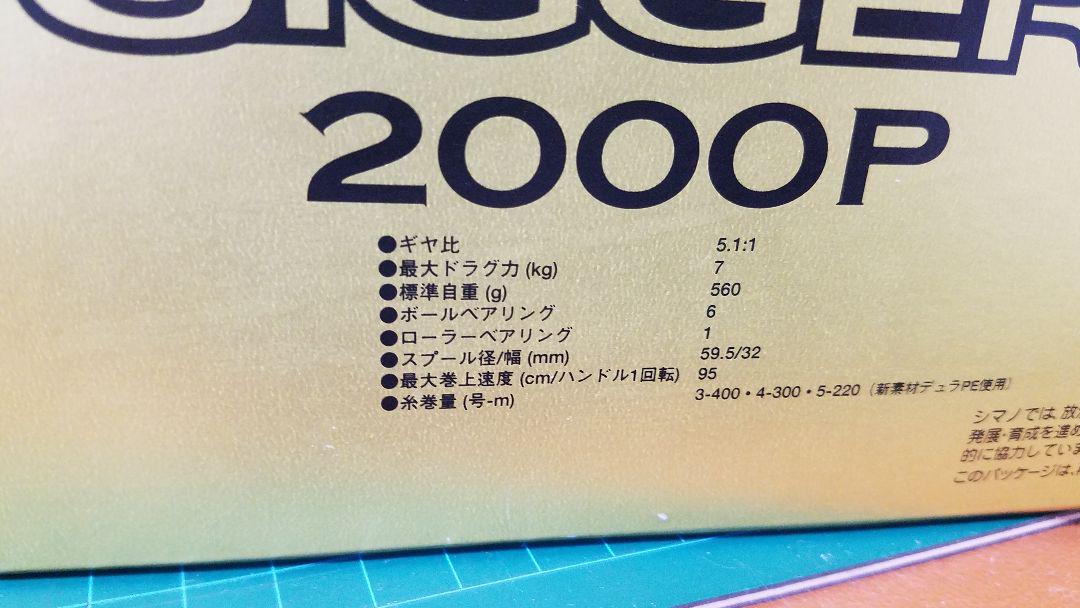 JIGGER
2000P
●ギヤ比 5.1:1
●最大ドラグ力 (kg) 7
●標準自重 (g) 560
●ボールベアリング 6
●ローラーベアリング 1
●スプール径/幅 (mm) 59.5/32
●最大巻上速度 (cm/ハンドル1回転) 95
●糸巻量 (号-m) 3-400・4-300・5-220 (新素材デュラPE使用)
シマノでは、放
発展・育成を進め
的に協力していま
このパッケージは、